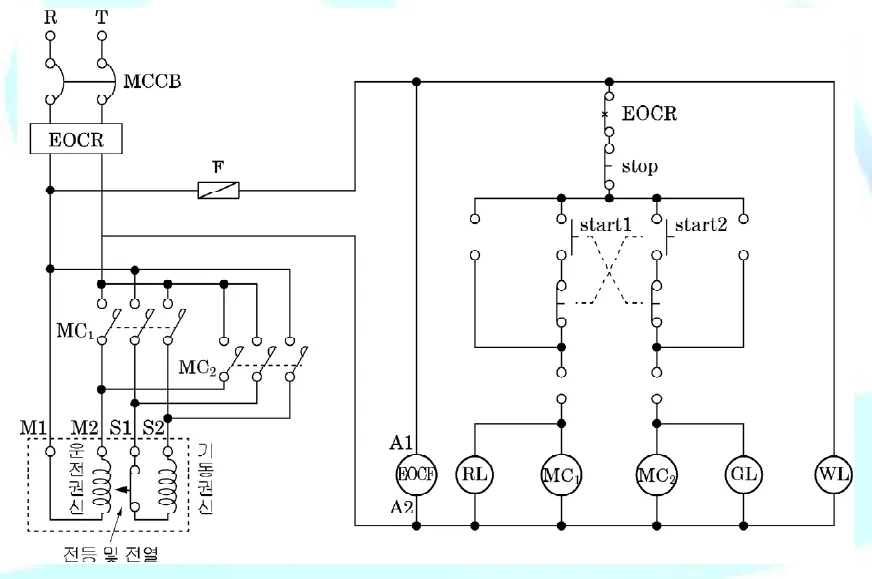 R T
MCCB
EOCR
F
EOCR
stop
start1
start2
MC₁
MC₂
M1 M2 S1 S2
운전권선
기동권선
전등 및 전열
A1
EOCR
A2
RL
MC₁
MC₂
GL
WL